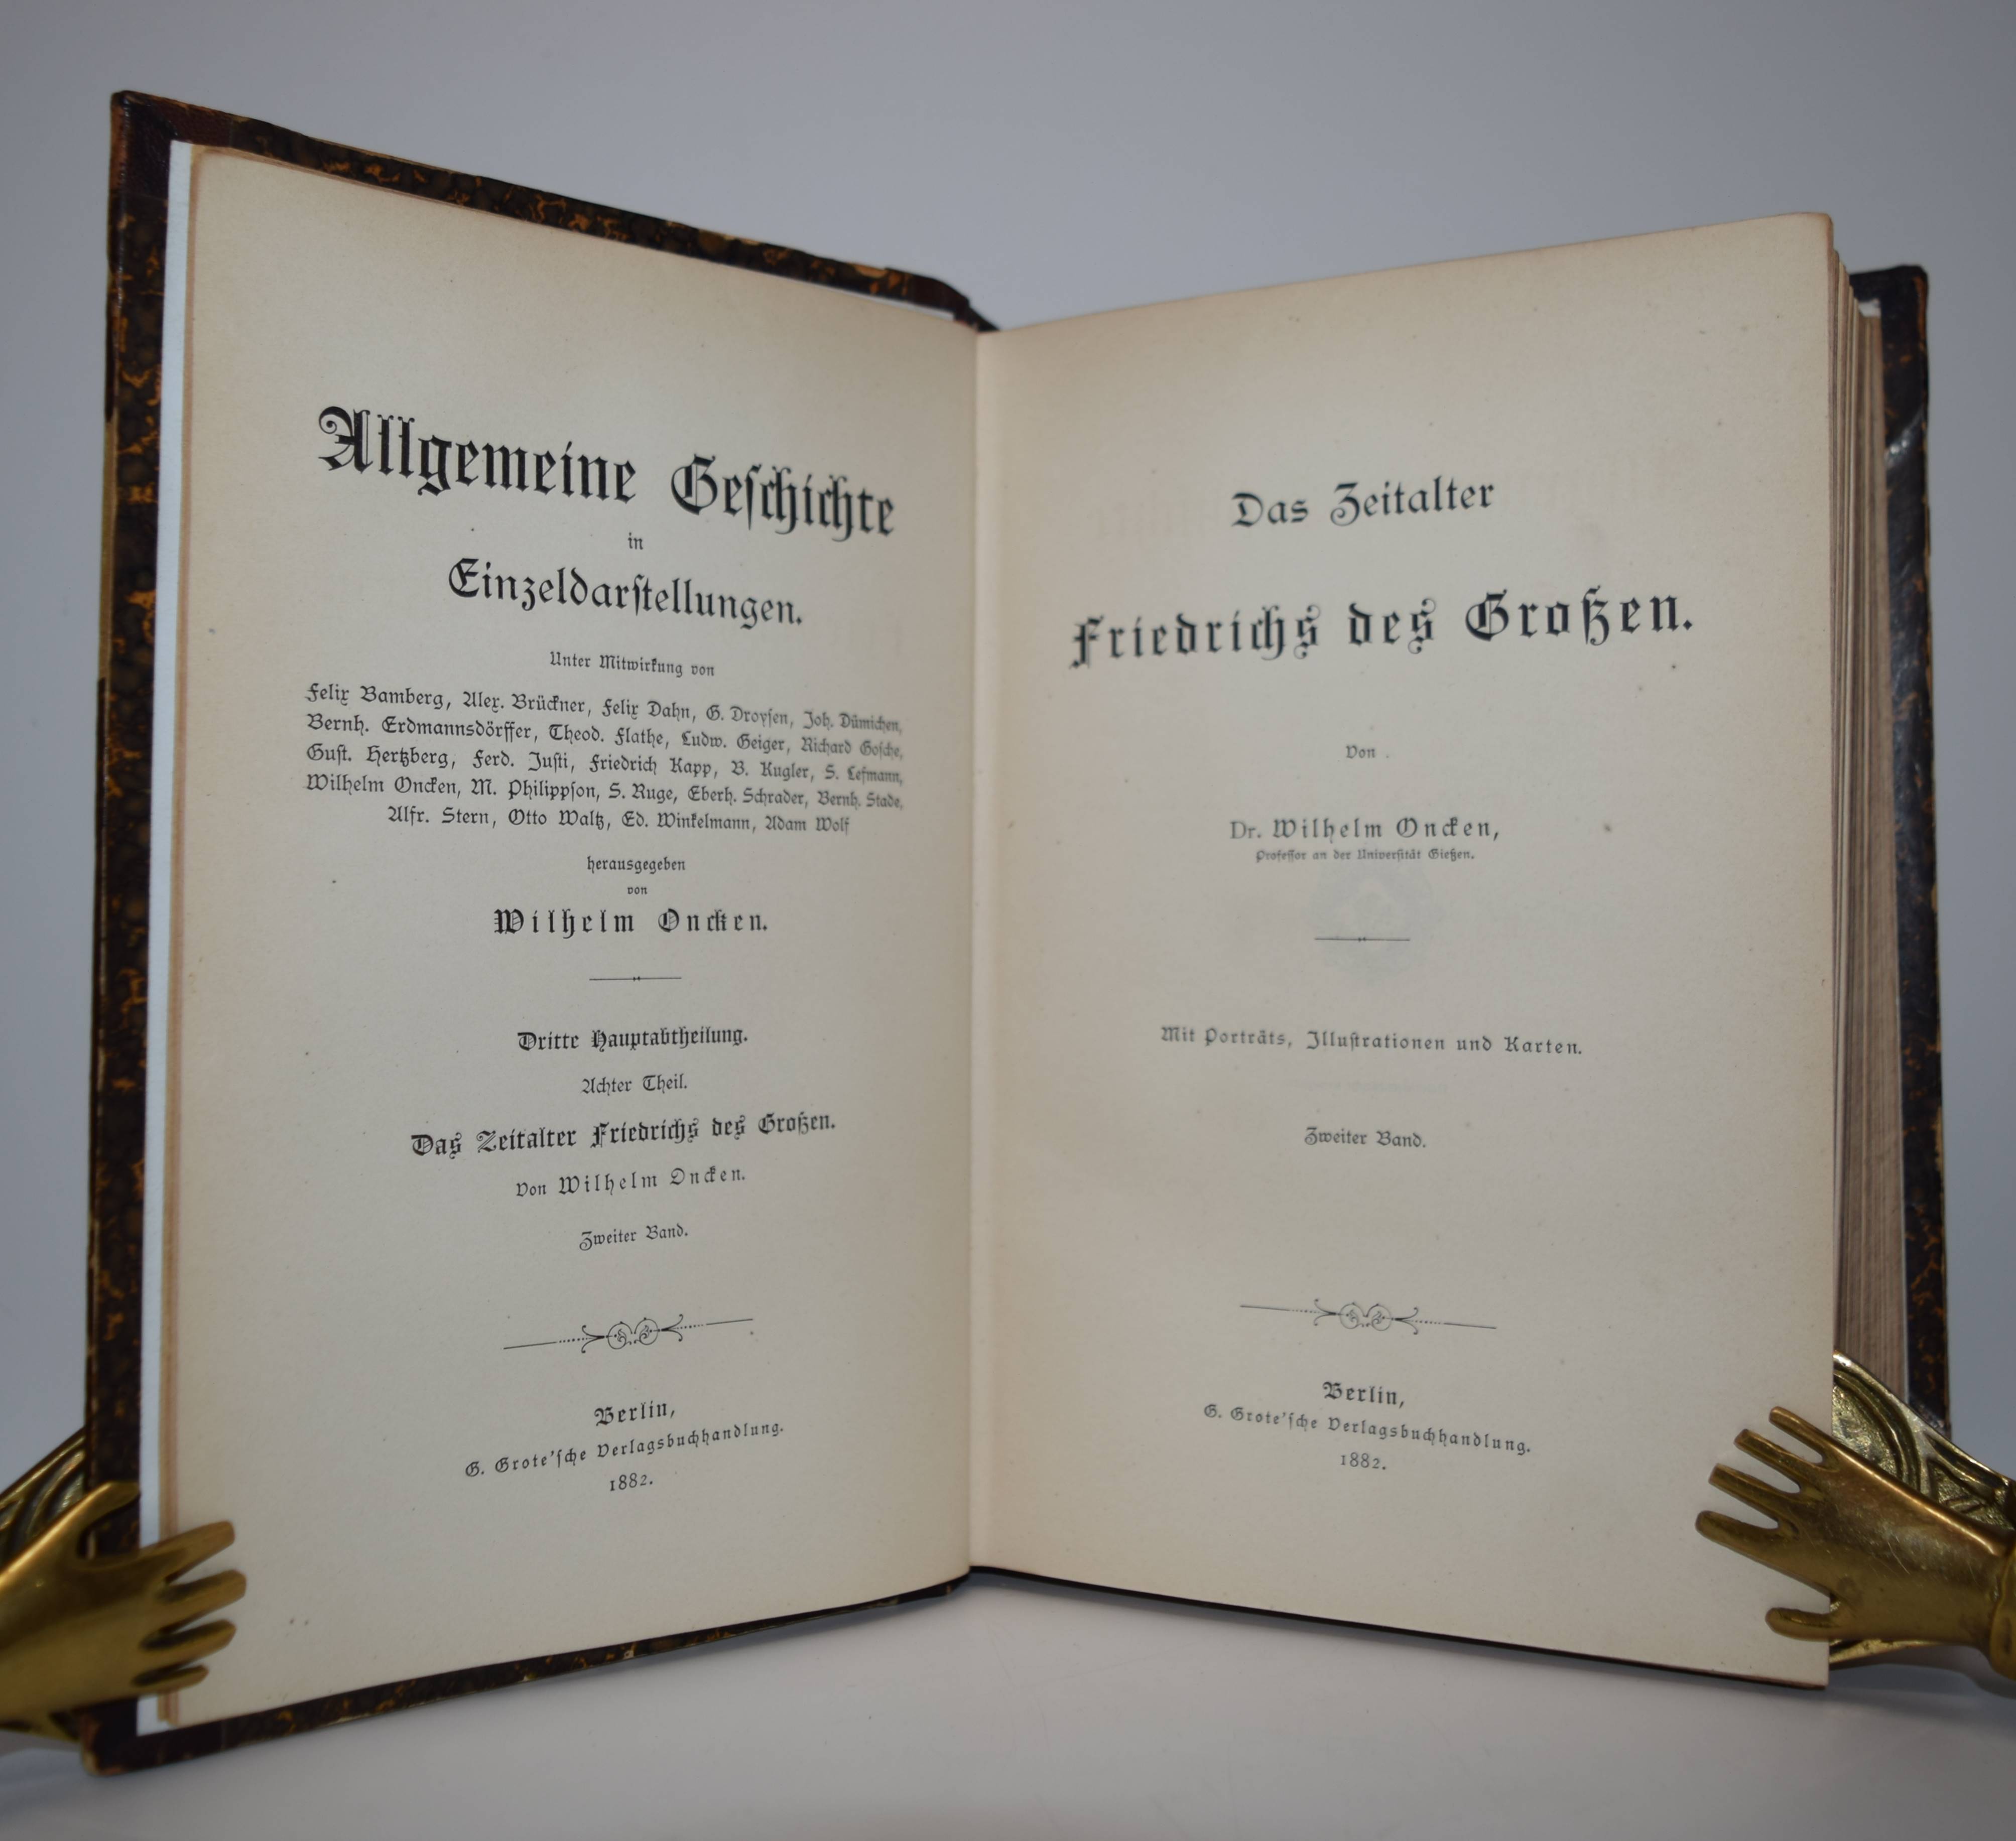 Allgemeine Geschichte
in
Einzeldarstellungen.
Unter Mitwirkung von
Felix Bamberg, Alex. Brückner, Felix Dahn, G. Droysen, Joh. Dümichen,
Bernh. Erdmannsdörffer, Theod. Flathe, Ludw. Geiger, Richard Gosche,
Gust. Hertzberg, Ferd. Justi, Friedrich Kapp, B. Kugler, S. Lefmann,
Wilhelm Oncken, M. Philippson, S. Ruge, Eberh. Schrader, Bernh. Stade,
Alfr. Stern, Otto Waltz, Ed. Winkelmann, Adam Wolf
herausgegeben
von
Wilhelm Oncken.
Dritte Hauptabtheilung.
Achter Theil.
Das Zeitalter Friedrichs des Großen.
Von Wilhelm Oncken.
Zweiter Band.
Berlin,
G. Grote'sche Verlagsbuchhandlung.
1882.
Das Zeitalter
Friedrichs des Großen.
Von
Dr. Wilhelm Oncken,
Professor an der Universität Gießen.
Mit Porträts, Illustrationen und Karten.
Zweiter Band.
Berlin,
G. Grote'sche Verlagsbuchhandlung.
1882.